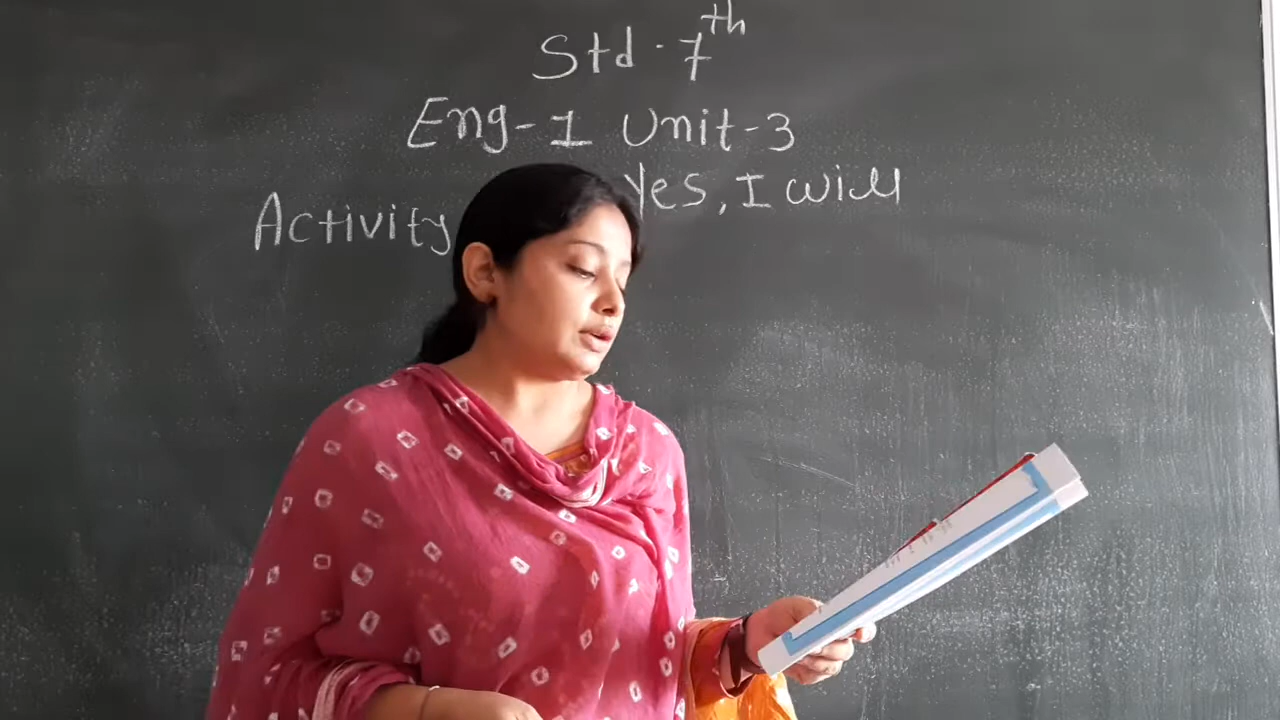 Std - 7th
Eng - 1 Unit - 3
Yes, I will
Activity